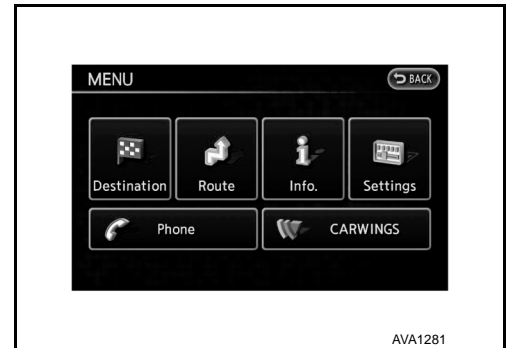 MENU BACK
Destination Route Info. Settings
Phone CARWINGS
AVA1281